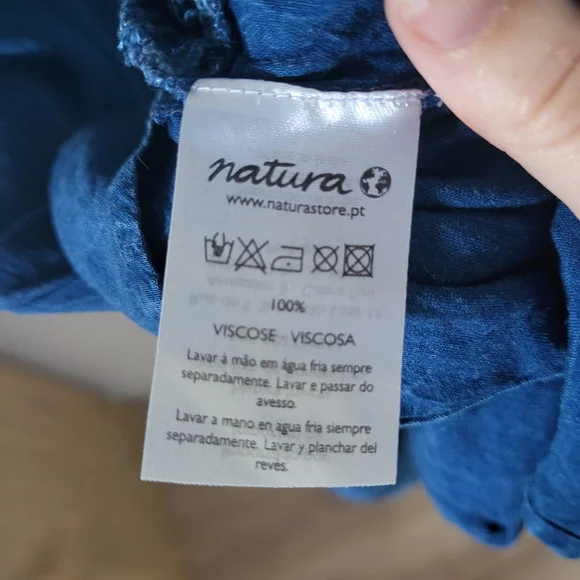 natura
www.naturastore.pt
100%
VISCOSE - VISCOSA
Lavar à mão em água fria sempre
separadamente. Lavar e passar do
avesso.
Lavar a mano en agua fria siempre
separadamente. Lavar y planchar del
reves.